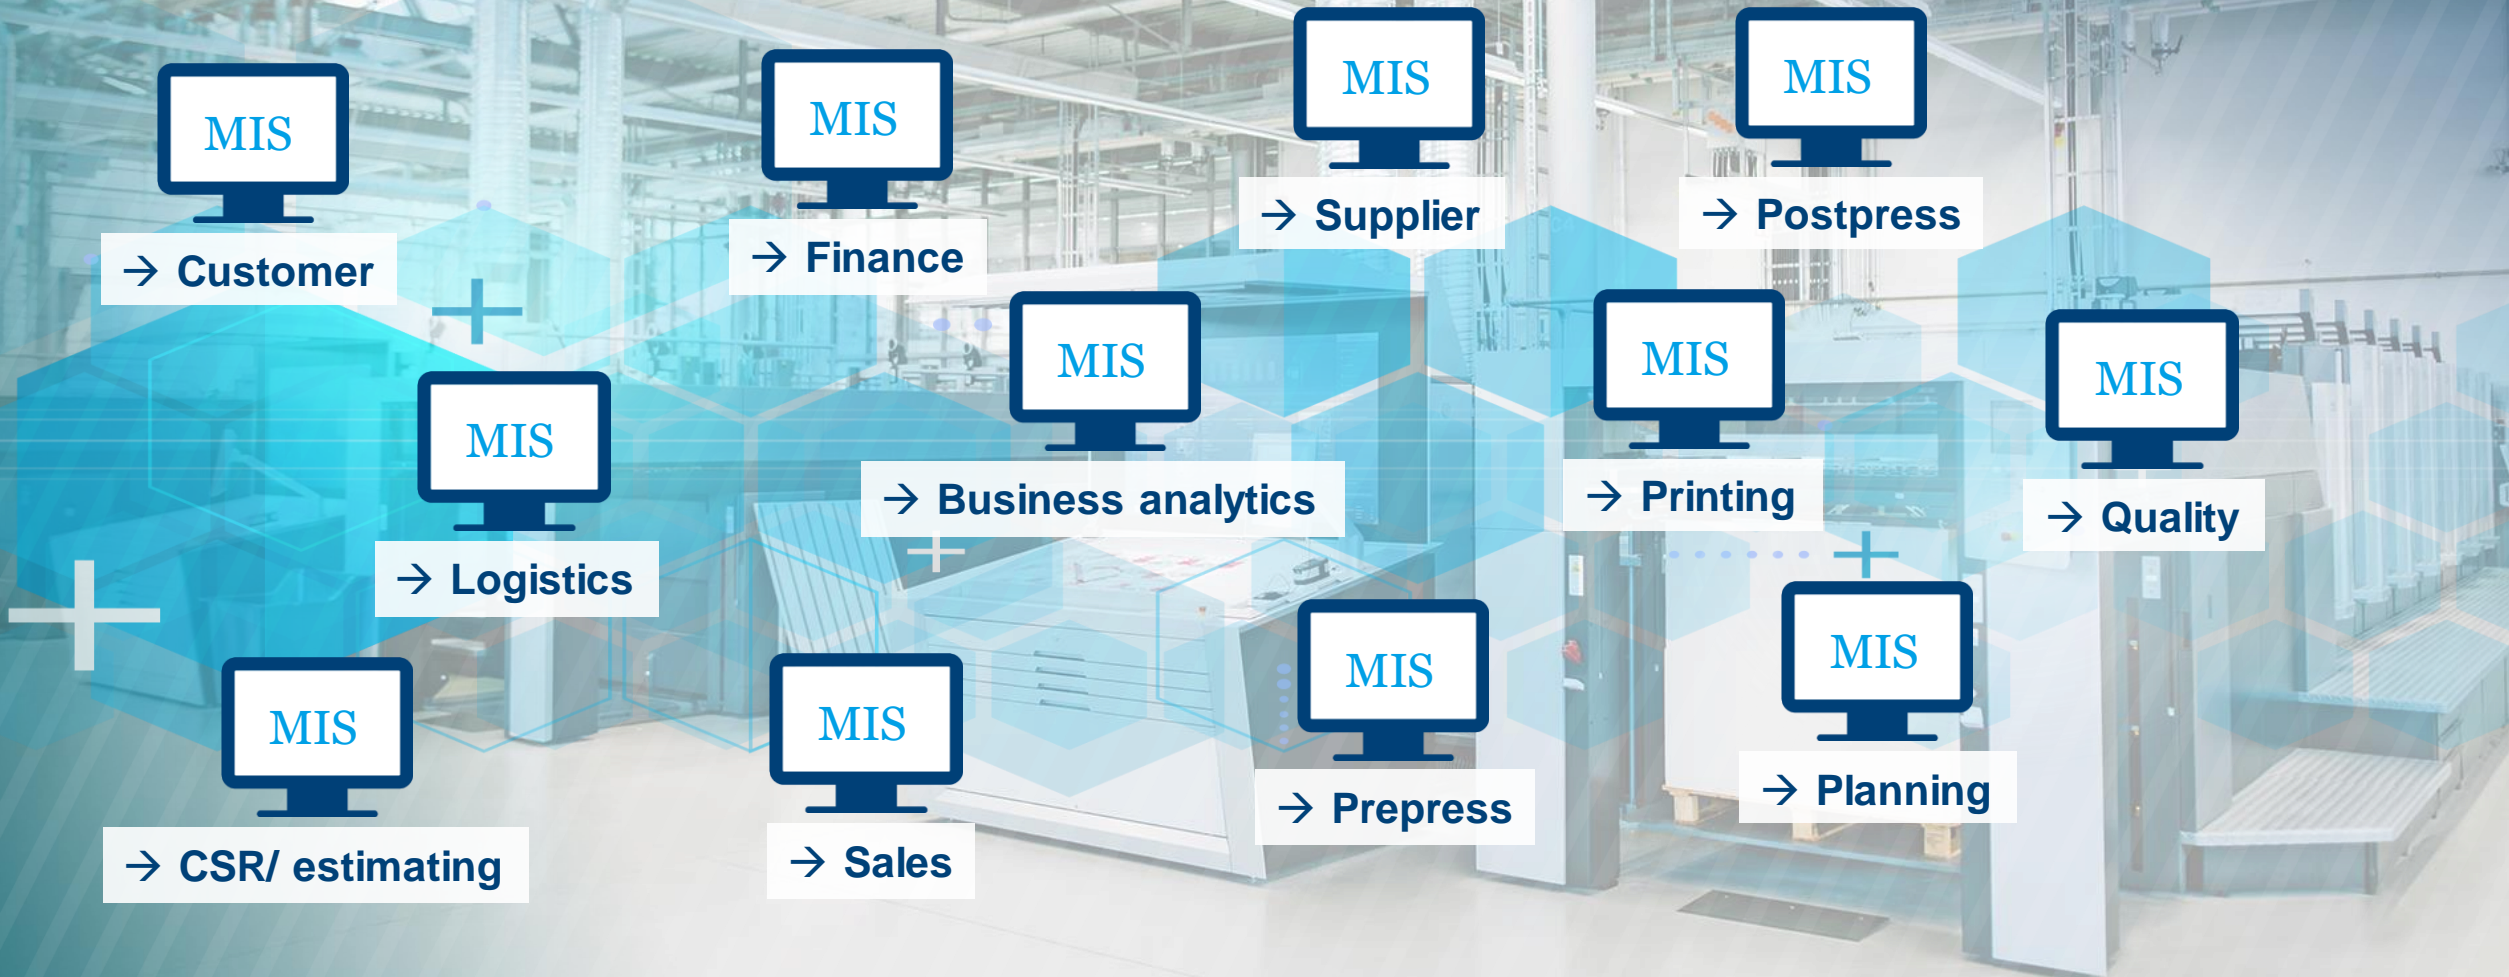 MIS
→ Customer
MIS
→ Finance
MIS
→ Supplier
MIS
→ Postpress
MIS
→ Logistics
MIS
→ Business analytics
MIS
→ Printing
MIS
→ Quality
MIS
→ CSR/ estimating
MIS
→ Sales
MIS
→ Prepress
MIS
→ Planning